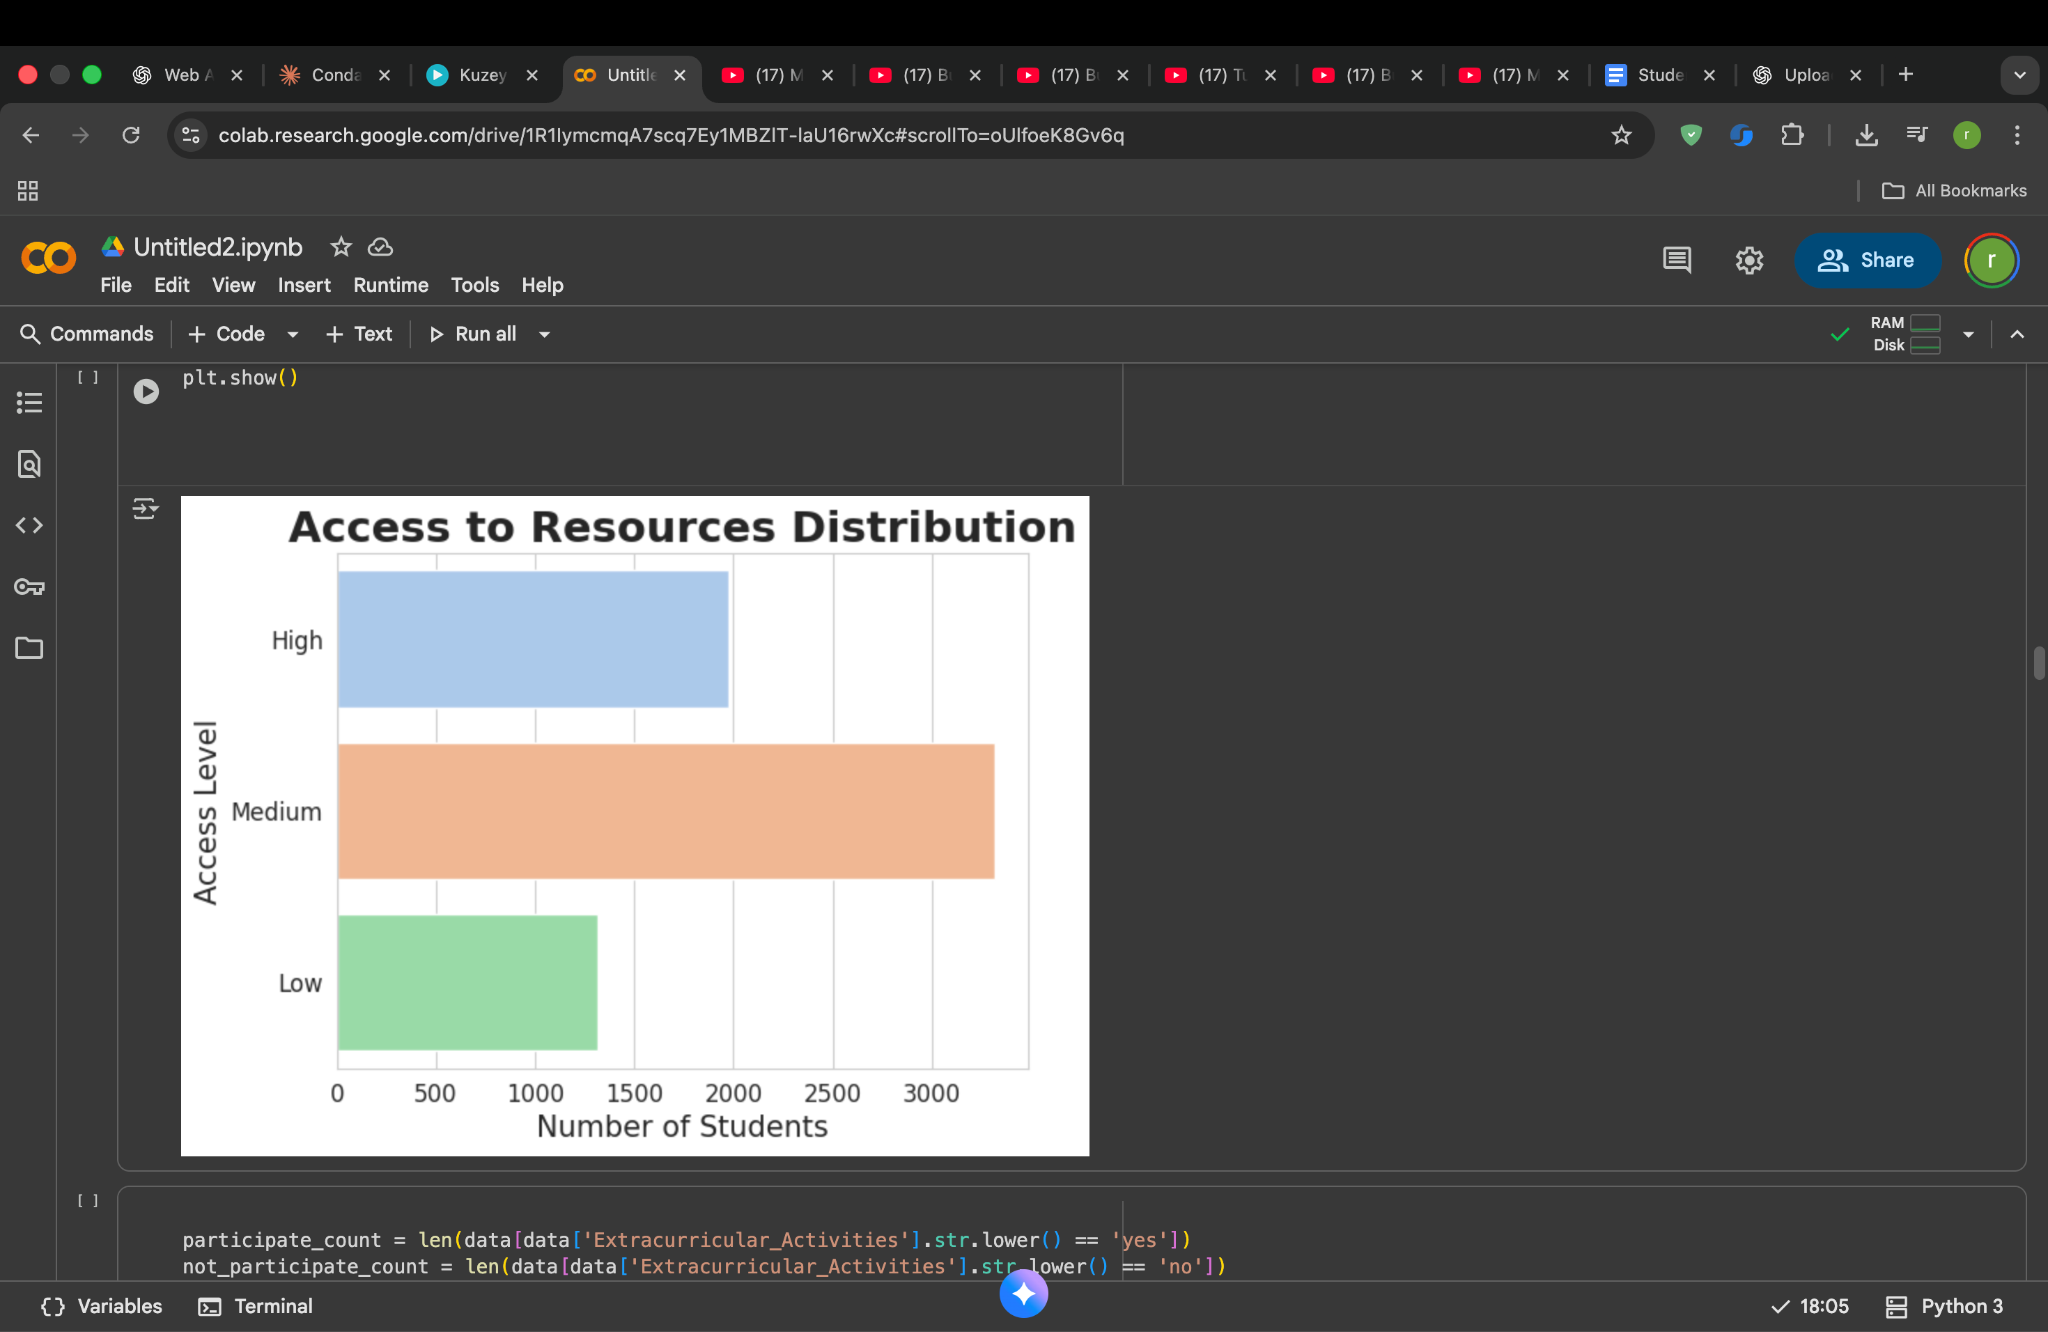 Web A
Conda
Kuzey
Untitle
(17) M
(17) B
(17) B
(17) Tu
(17) B
(17) M
Stude
Uploa
colab.research.google.com/drive/1R1lymcmqA7scq7Ey1MBZIT-laU16rwXc#scrollTo=oUlfoeK8Gv6q
r
All Bookmarks
Untitled2.ipynb
File Edit View Insert Runtime Tools Help
Share
r
Commands + Code + Text Run all
RAM
Disk
[ ]
plt.show()
Access to Resources Distribution
High
Medium
Low
Access Level
0 500 1000 1500 2000 2500 3000
Number of Students
[ ]
participate_count = len(data[data['Extracurricular_Activities'].str.lower() == 'yes'])
not_participate_count = len(data[data['Extracurricular_Activities'].str.lower() == 'no'])
Variables Terminal
18:05 Python 3